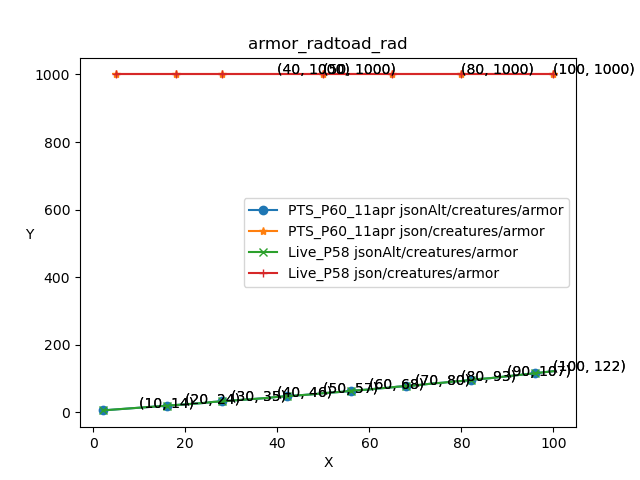 armor_radtoad_rad
(40, 1000)
(50, 1000)
(80, 1000)
(100, 1000)
1000
800
600
400
200
0
Y
PTS_P60_11apr jsonAlt/creatures/armor
PTS_P60_11apr json/creatures/armor
Live_P58 jsonAlt/creatures/armor
Live_P58 json/creatures/armor
(10, 14)
(20, 24)
(30, 35)
(40, 46)
(50, 57)
(60, 68)
(70, 80)
(80, 93)
(90, 107)
(100, 122)
0 20 40 60 80 100
X